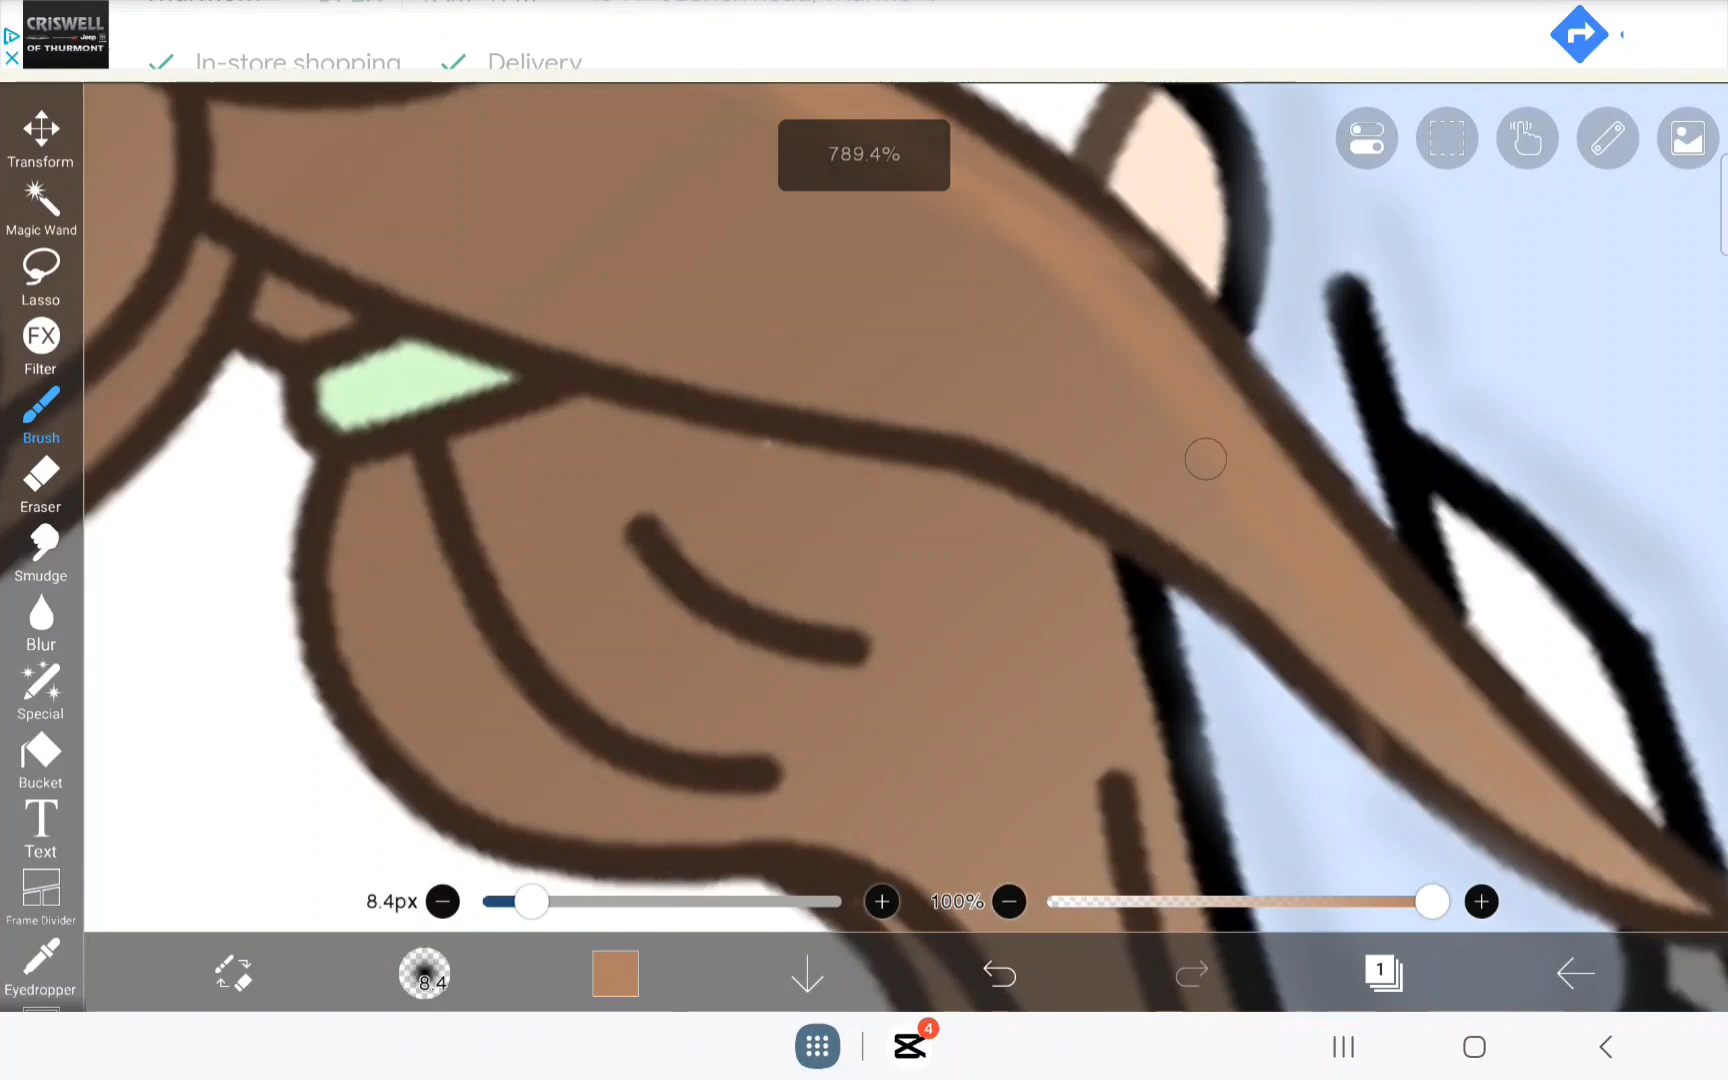 CRISWELL
Jeep
OF THURMONT
In-store shopping
Delivery
789.4%
Transform
Magic Wand
Lasso
FX
Filter
Brush
Eraser
Smudge
Blur
Special
Bucket
T
Text
Frame Divider
Eyedropper
8.4px
100%
8.4
1
4